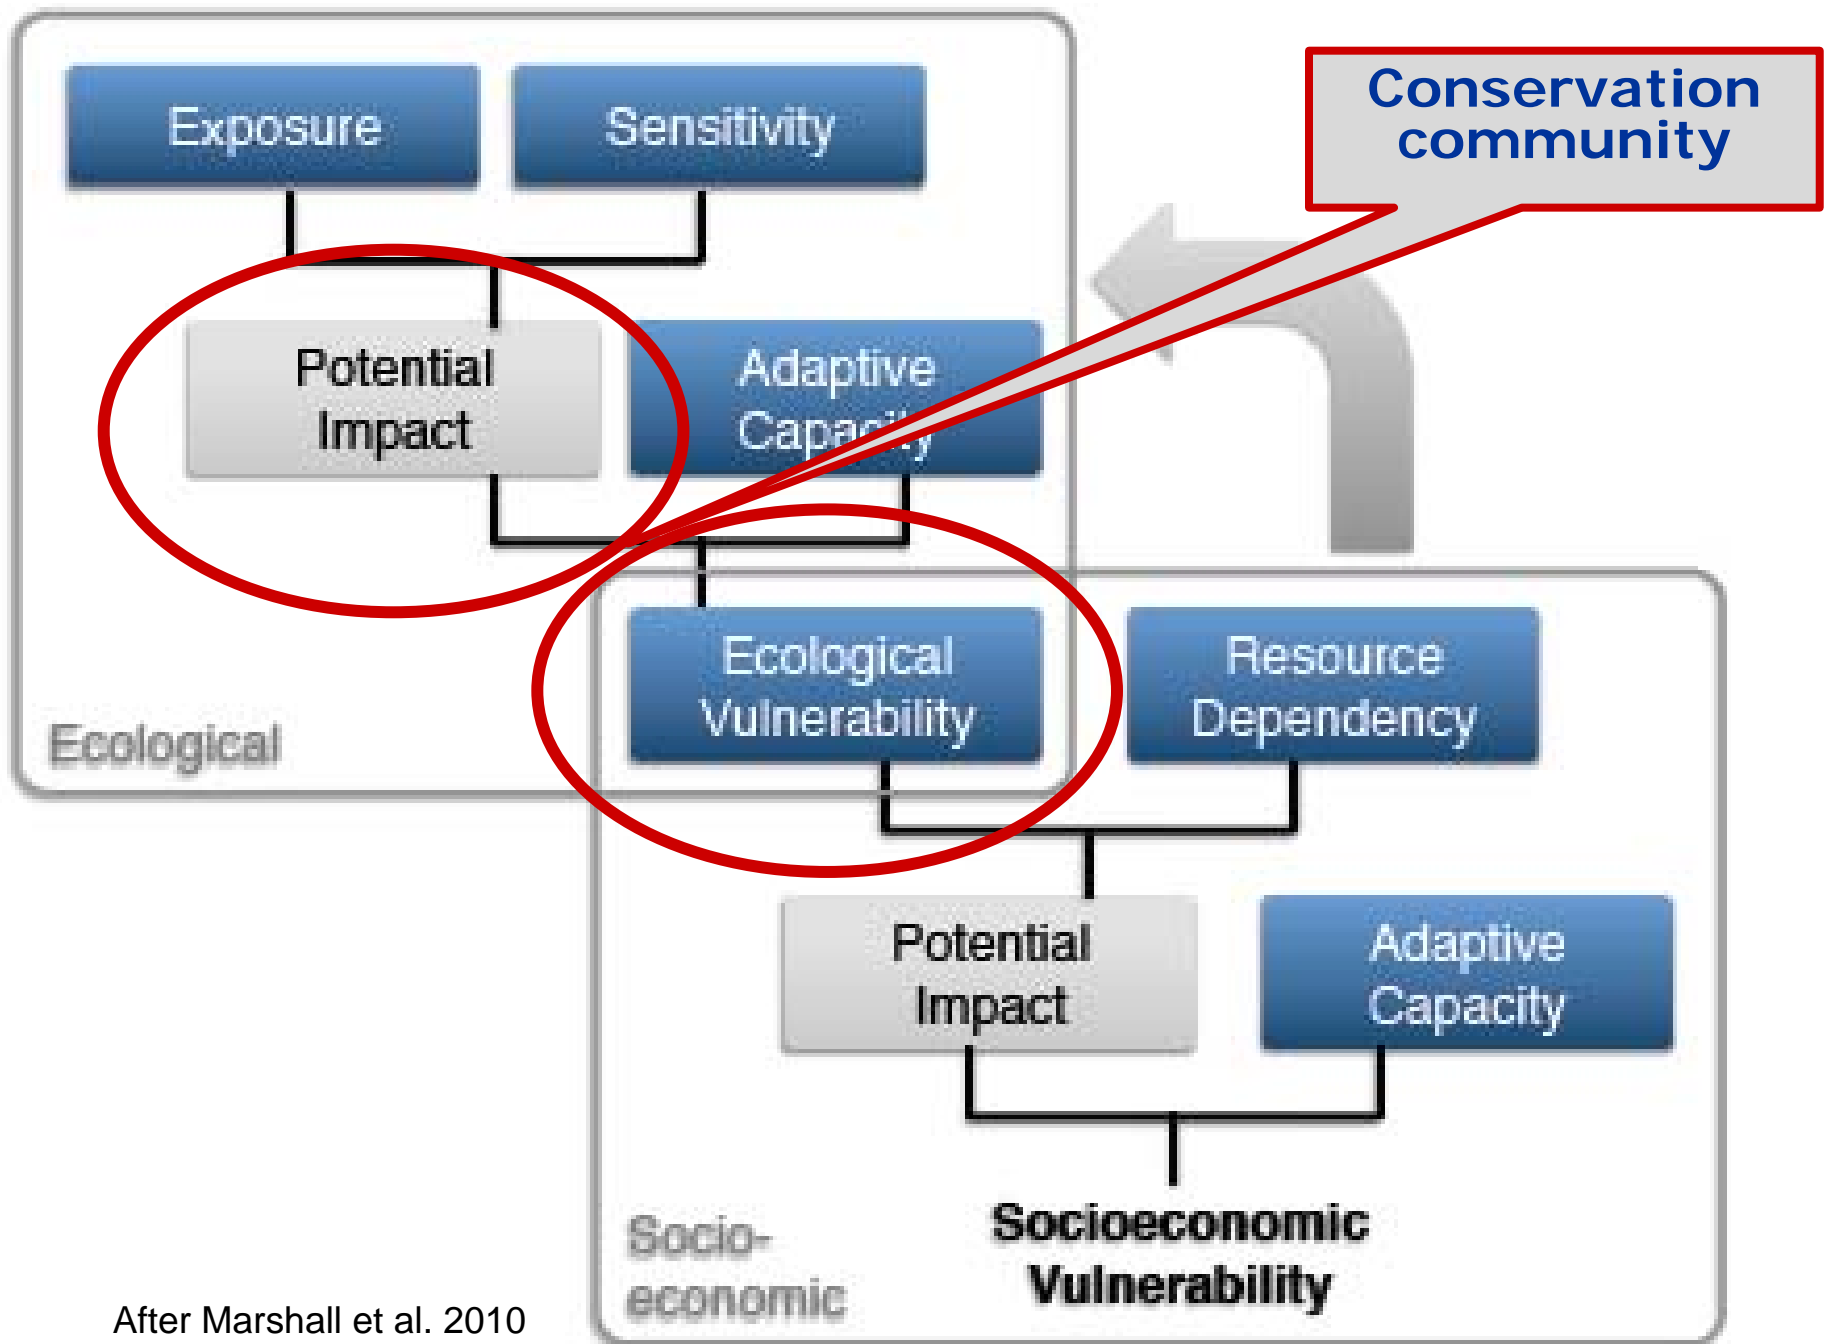 Conservation
community
Exposure
Sensitivity
Potential
Impact
Adaptive
Capacity
Ecological
Vulnerability
Resource
Dependency
Ecological
Potential
Impact
Adaptive
Capacity
Socioeconomic
Vulnerability
Socio-
economic
After Marshall et al. 2010